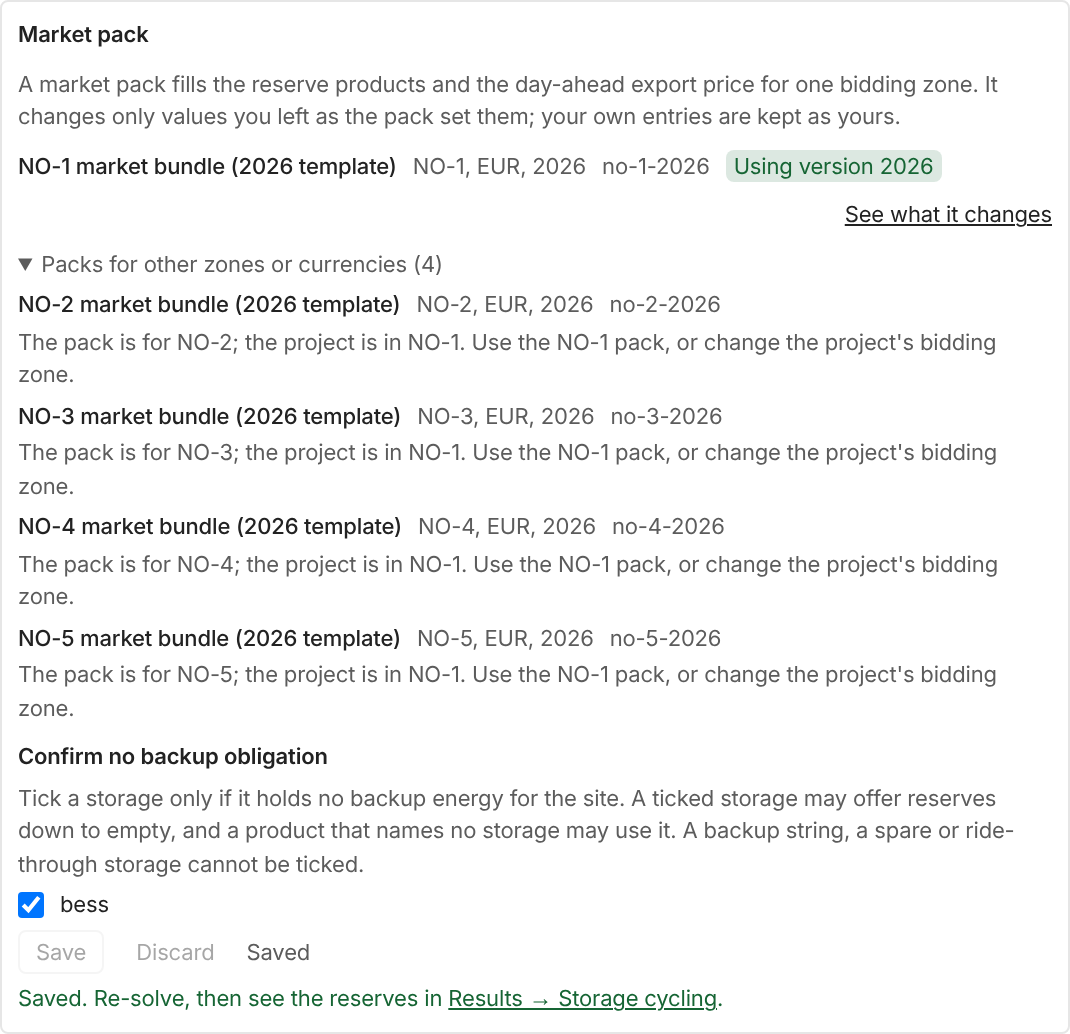 Market pack
A market pack fills the reserve products and the day-ahead export price for one bidding zone. It
changes only values you left as the pack set them; your own entries are kept as yours.
NO-1 market bundle (2026 template) NO-1, EUR, 2026 no-1-2026 Using version 2026
See what it changes
▼ Packs for other zones or currencies (4)
NO-2 market bundle (2026 template) NO-2, EUR, 2026 no-2-2026
The pack is for NO-2; the project is in NO-1. Use the NO-1 pack, or change the project's bidding
zone.
NO-3 market bundle (2026 template) NO-3, EUR, 2026 no-3-2026
The pack is for NO-3; the project is in NO-1. Use the NO-1 pack, or change the project's bidding
zone.
NO-4 market bundle (2026 template) NO-4, EUR, 2026 no-4-2026
The pack is for NO-4; the project is in NO-1. Use the NO-1 pack, or change the project's bidding
zone.
NO-5 market bundle (2026 template) NO-5, EUR, 2026 no-5-2026
The pack is for NO-5; the project is in NO-1. Use the NO-1 pack, or change the project's bidding
zone.
Confirm no backup obligation
Tick a storage only if it holds no backup energy for the site. A ticked storage may offer reserves
down to empty, and a product that names no storage may use it. A backup string, a spare or ride-
through storage cannot be ticked.
bess
Save Discard Saved
Saved. Re-solve, then see the reserves in Results → Storage cycling.